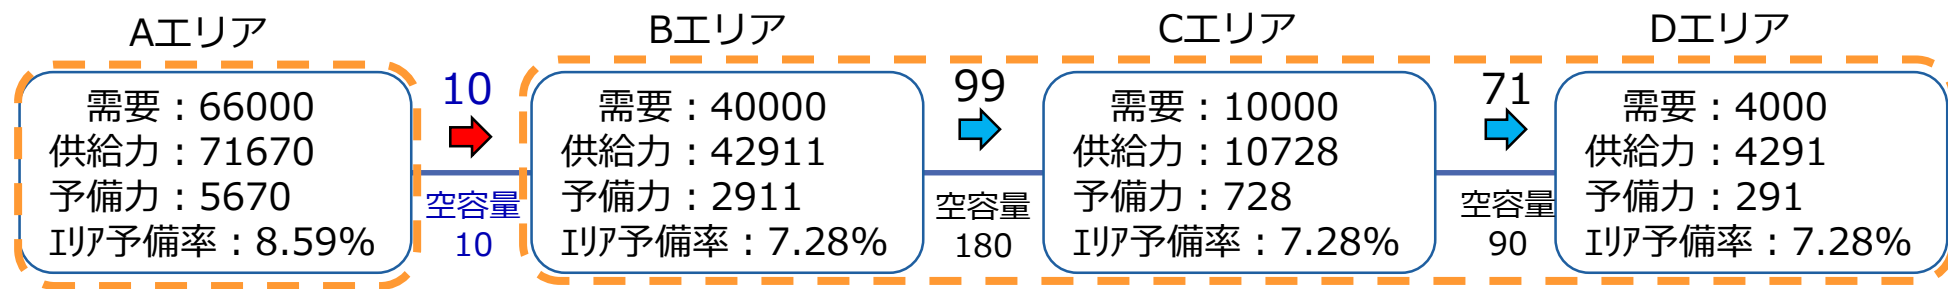 Aエリア
需要：66000
供給力：71670
予備力：5670
ｴﾘｱ予備率：8.59%
10
空容量
10
Bエリア
需要：40000
供給力：42911
予備力：2911
ｴﾘｱ予備率：7.28%
99
空容量
180
Cエリア
需要：10000
供給力：10728
予備力：728
ｴﾘｱ予備率：7.28%
71
空容量
90
Dエリア
需要：4000
供給力：4291
予備力：291
ｴﾘｱ予備率：7.28%